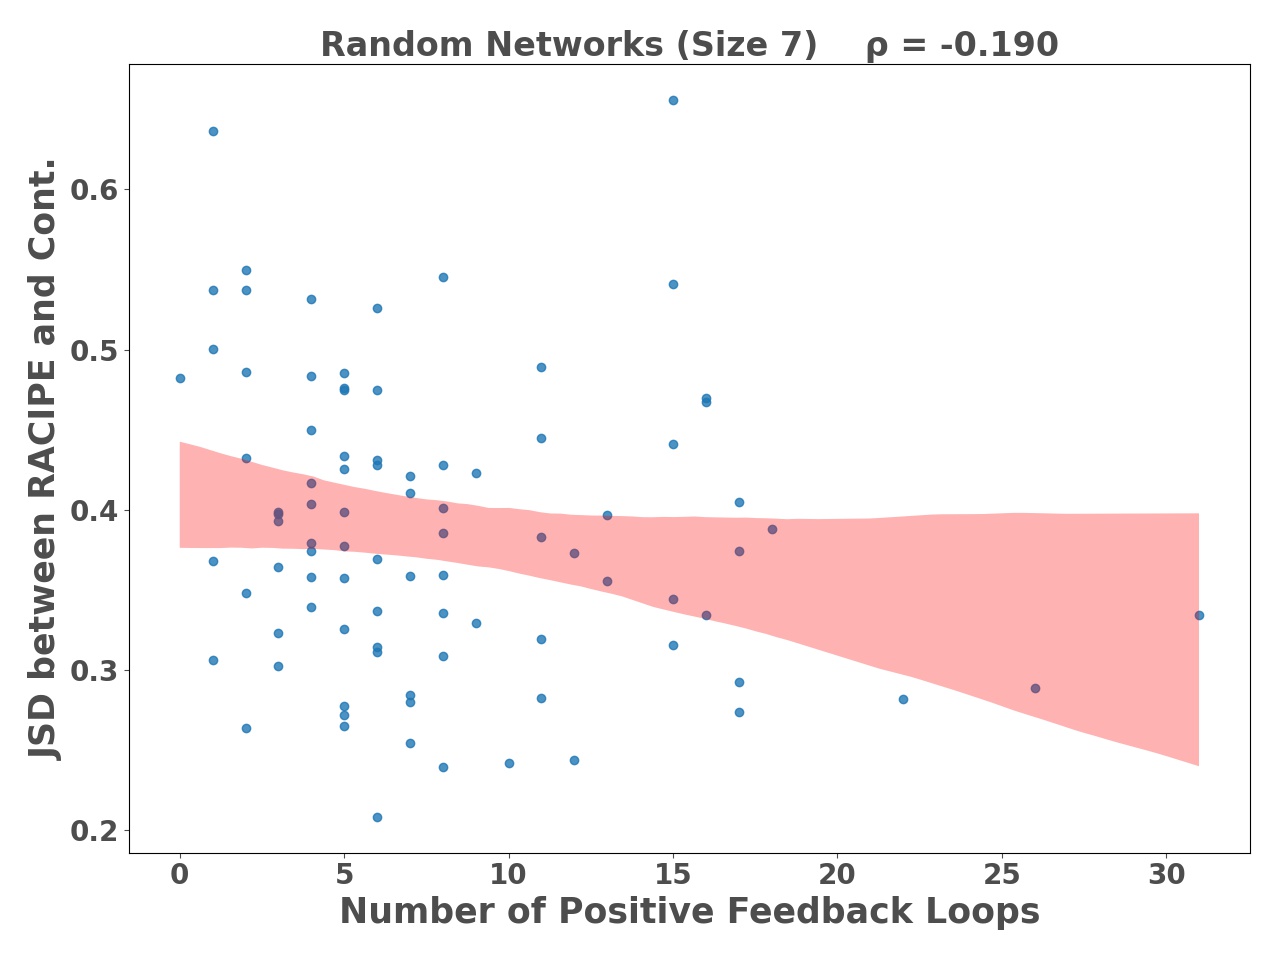 Random Networks (Size 7)    ρ = -0.190
JSD between RACIPE and Cont.
0.6
0.5
0.4
0.3
0.2
0 5 10 15 20 25 30
Number of Positive Feedback Loops